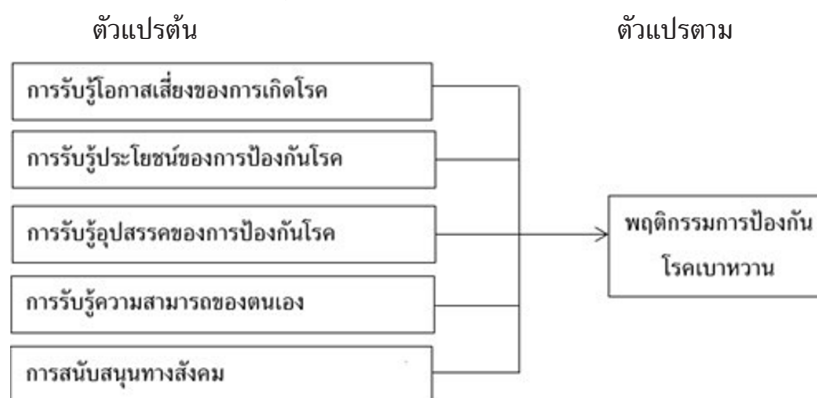 ตัวแปรต้น
ตัวแปรตาม
การรับรู้โอกาสเสี่ยงของการเกิดโรค
การรับรู้ประโยชน์ของการป้องกันโรค
การรับรู้อุปสรรคของการป้องกันโรค
การรับรู้ความสามารถของตนเอง
การสนับสนุนทางสังคม
พฤติกรรมการป้องกัน
โรคเบาหวาน